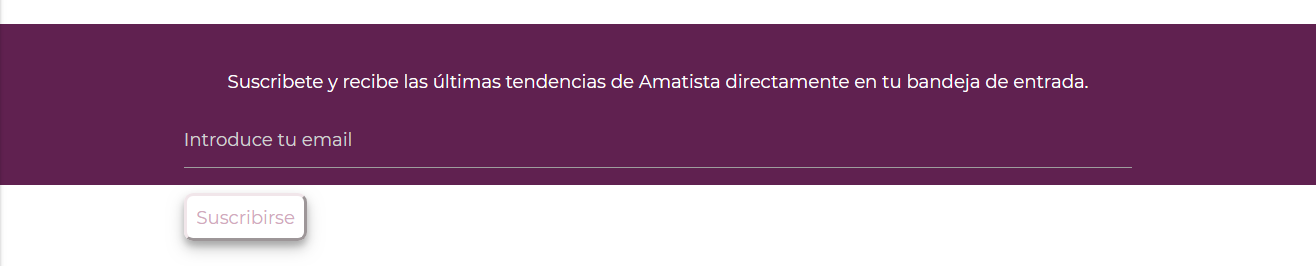 Suscribete y recibe las últimas tendencias de Amatista directamente en tu bandeja de entrada.
Introduce tu email
Suscribirse